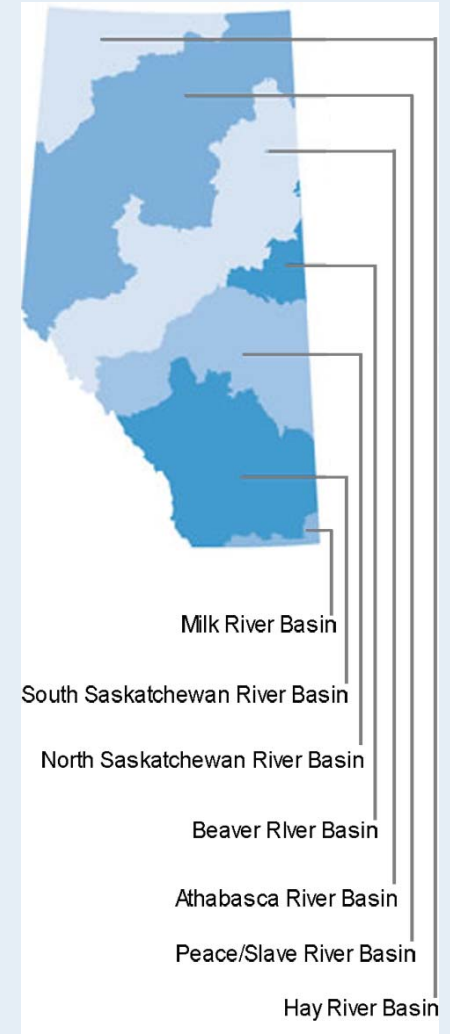 Milk River Basin
South Saskatchewan River Basin
North Saskatchewan River Basin
Beaver RIver Basin
Athabasca River Basin
Peace/Slave River Basin
Hay River Basin